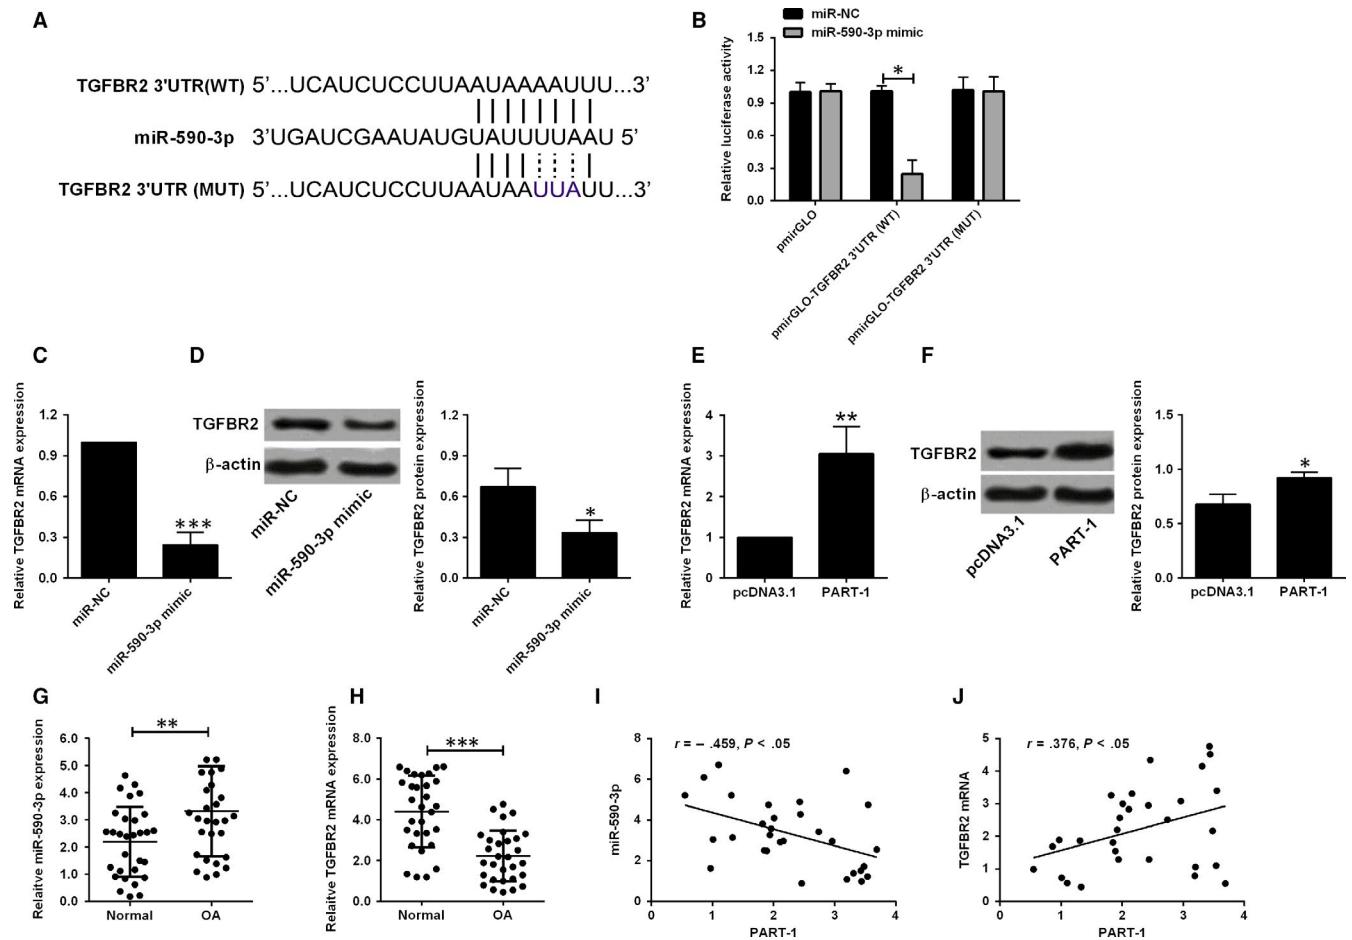 A
TGFBR2 3'UTR(WT) 5'...UCAUCUCCUUAAUAAAAUUU...3'
miR-590-3p 3'UGAUCGAAUAUGUAUUUUAAU 5'
TGFBR2 3'UTR (MUT) 5'...UCAUCUCCUUAAUAAUUAUU...3'
B
miR-NC
miR-590-3p mimic
Relative luciferase activity
1.5
1.2
0.9
0.6
0.3
0.0
*
pmirGLO
pmirGLO-TGFBR2 3'UTR (WT)
pmirGLO-TGFBR2 3'UTR (MUT)
C
Relative TGFBR2 mRNA expression
1.2
0.9
0.6
0.3
0.0
***
miR-NC
miR-590-3p mimic
D
TGFBR2
β-actin
miR-NC
miR-590-3p mimic
Relative TGFBR2 protein expression
1.2
0.9
0.6
0.3
0.0
*
miR-NC
miR-590-3p mimic
E
Relative TGFBR2 mRNA expression
4
3
2
1
0
**
pcDNA3.1
PART-1
F
TGFBR2
β-actin
pcDNA3.1
PART-1
Relative TGFBR2 protein expression
1.5
1.0
0.5
0.0
*
pcDNA3.1
PART-1
G
Relaitve miR-590-3p expression
6.0
5.0
4.0
3.0
2.0
1.0
0.0
**
Normal
OA
H
Relaitve TGFBR2 mRNA expression
8.0
6.0
4.0
2.0
0.0
***
Normal
OA
I
miR-590-3p
8
6
4
2
0
r = – .459, P < .05
0 1 2 3 4
PART-1
J
TGFBR2 mRNA
5
4
3
2
1
0
r = .376, P < .05
0 1 2 3 4
PART-1